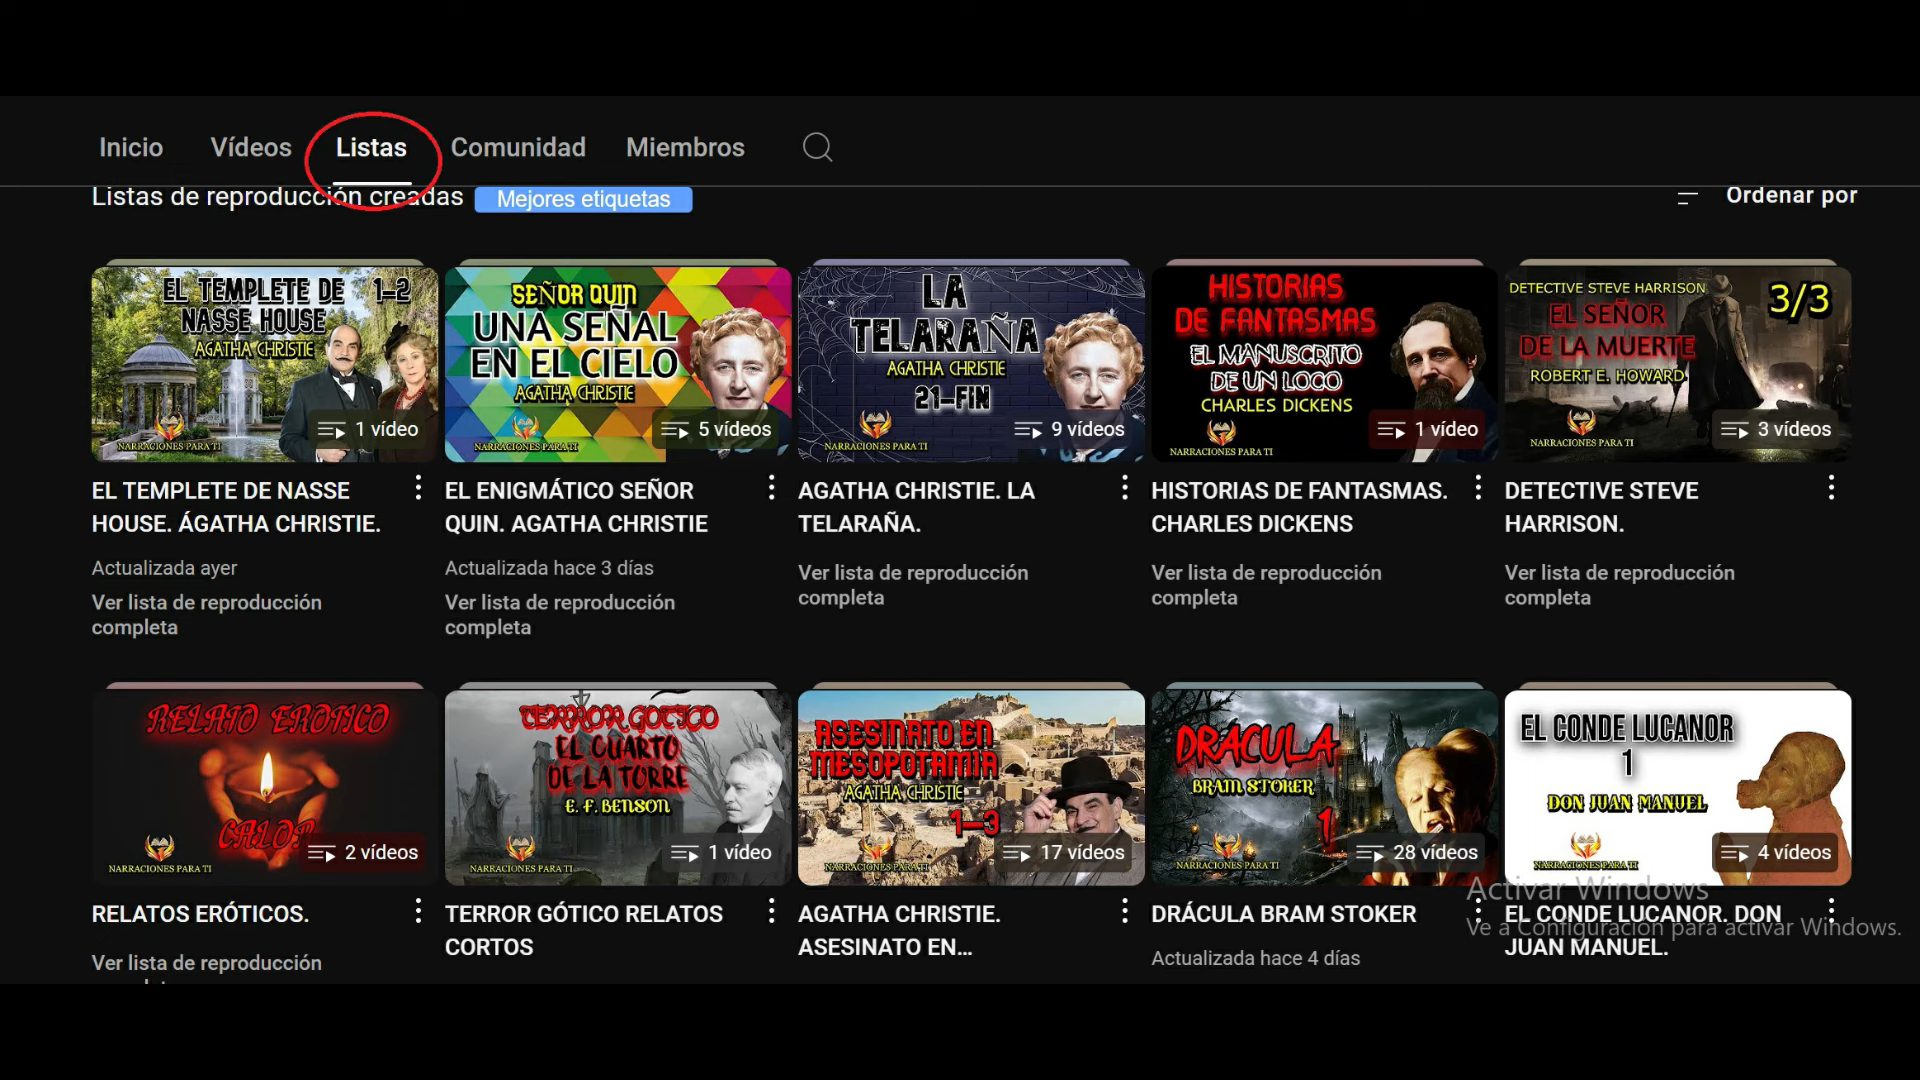 Inicio
Vídeos
Listas
Comunidad
Miembros
Listas de reproducción creadas
Mejores etiquetas
Ordenar por
EL TEMPLETE DE 1-2
NASSE HOUSE
AGATHA CHRISTIE
NARRACIONES PARA TI
1 vídeo
EL TEMPLETE DE NASSE
HOUSE. ÁGATHA CHRISTIE.
Actualizada ayer
Ver lista de reproducción
completa
SEÑOR QUIN
UNA SEÑAL
EN EL CIELO
AGATHA CHRISTIE
NARRACIONES PARA TI
5 vídeos
EL ENIGMÁTICO SEÑOR
QUIN. AGATHA CHRISTIE
Actualizada hace 3 días
Ver lista de reproducción
completa
LA
TELARAÑA
AGATHA CHRISTIE
21-FIN
NARRACIONES PARA TI
9 vídeos
AGATHA CHRISTIE. LA
TELARAÑA.
Ver lista de reproducción
completa
HISTORIAS
DE FANTASMAS
EL MANUSCRITO
DE UN LOCO
CHARLES DICKENS
NARRACIONES PARA TI
1 vídeo
HISTORIAS DE FANTASMAS.
CHARLES DICKENS
Ver lista de reproducción
completa
DETECTIVE STEVE HARRISON
3/3
EL SEÑOR
DE LA MUERTE
ROBERT E. HOWARD
NARRACIONES PARA TI
3 vídeos
DETECTIVE STEVE
HARRISON.
Ver lista de reproducción
completa
RELATO EROTICO
CALOR
NARRACIONES PARA TI
2 vídeos
RELATOS ERÓTICOS.
Ver lista de reproducción
TERROR GOTICO
EL CUARTO
DE LA TORRE
E. F. BENSON
NARRACIONES PARA TI
1 vídeo
TERROR GÓTICO RELATOS
CORTOS
ASESINATO EN
MESOPOTAMIA
AGATHA CHRISTIE
1-3
NARRACIONES PARA TI
17 vídeos
AGATHA CHRISTIE.
ASESINATO EN...
DRÁCULA
BRAM STOKER
1
NARRACIONES PARA TI
28 vídeos
DRÁCULA BRAM STOKER
Actualizada hace 4 días
EL CONDE LUCANOR
1
DON JUAN MANUEL
NARRACIONES PARA TI
4 vídeos
EL CONDE LUCANOR. DON
JUAN MANUEL.
Activar Windows
Ve a Configuración para activar Windows.